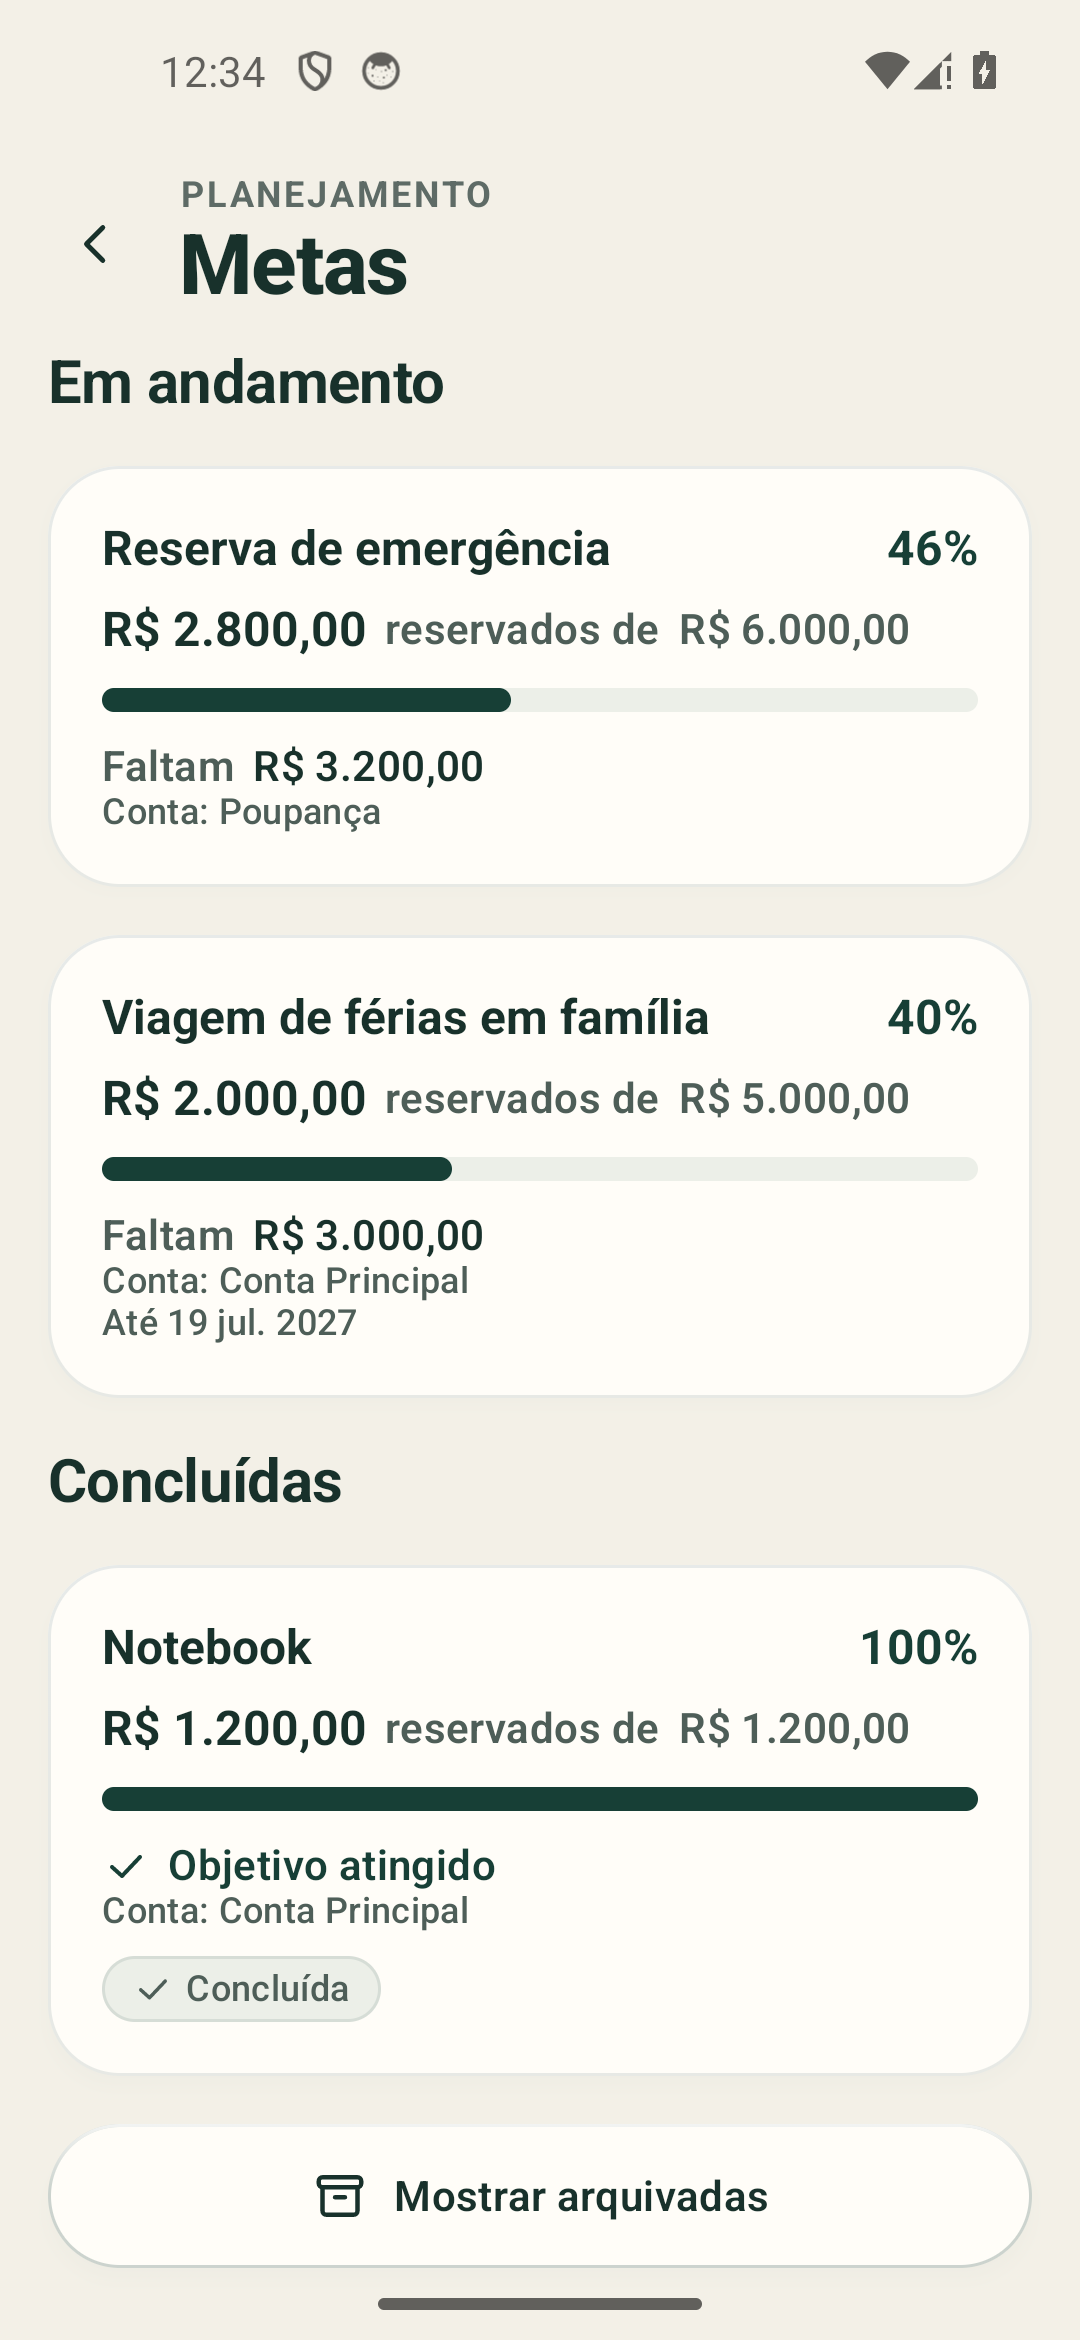 12:34
PLANEJAMENTO
Metas
Em andamento
Reserva de emergência 46%
R$ 2.800,00 reservados de R$ 6.000,00
Faltam R$ 3.200,00
Conta: Poupança
Viagem de férias em família 40%
R$ 2.000,00 reservados de R$ 5.000,00
Faltam R$ 3.000,00
Conta: Conta Principal
Até 19 jul. 2027
Concluídas
Notebook 100%
R$ 1.200,00 reservados de R$ 1.200,00
Objetivo atingido
Conta: Conta Principal
Concluída
Mostrar arquivadas